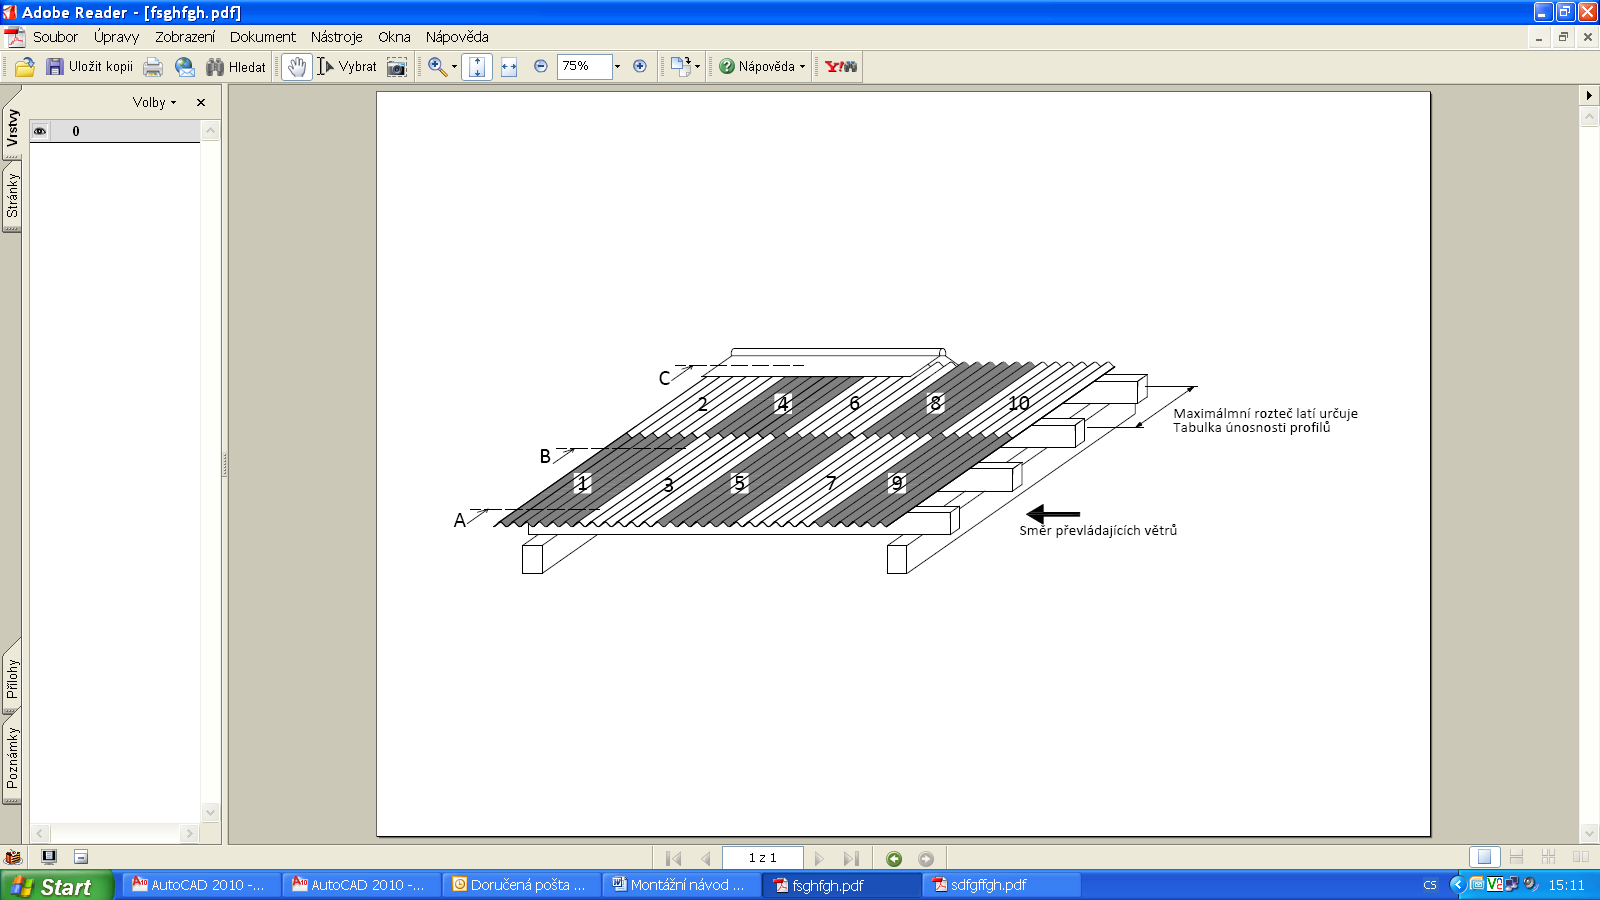 Adobe Reader - [fsghfgh.pdf]
Soubor Úpravy Zobrazení Dokument Nástroje Okna Nápověda
Uložit kopii Hledat Vybrat 75% Nápověda Y!
Volby
0
Vrstvy
Stránky
Přílohy
Poznámky
C
2 4 6 8 10
Maximálmní rozteč latí určuje
Tabulka únosnosti profilů
B
1 3 5 7 9
A
Směr převládajících větrů
1 z 1
Start
AutoCAD 2010 -...
AutoCAD 2010 -...
Doručená pošta ...
Montážní návod ...
fsghfgh.pdf
sdfgffgh.pdf
CS
15:11